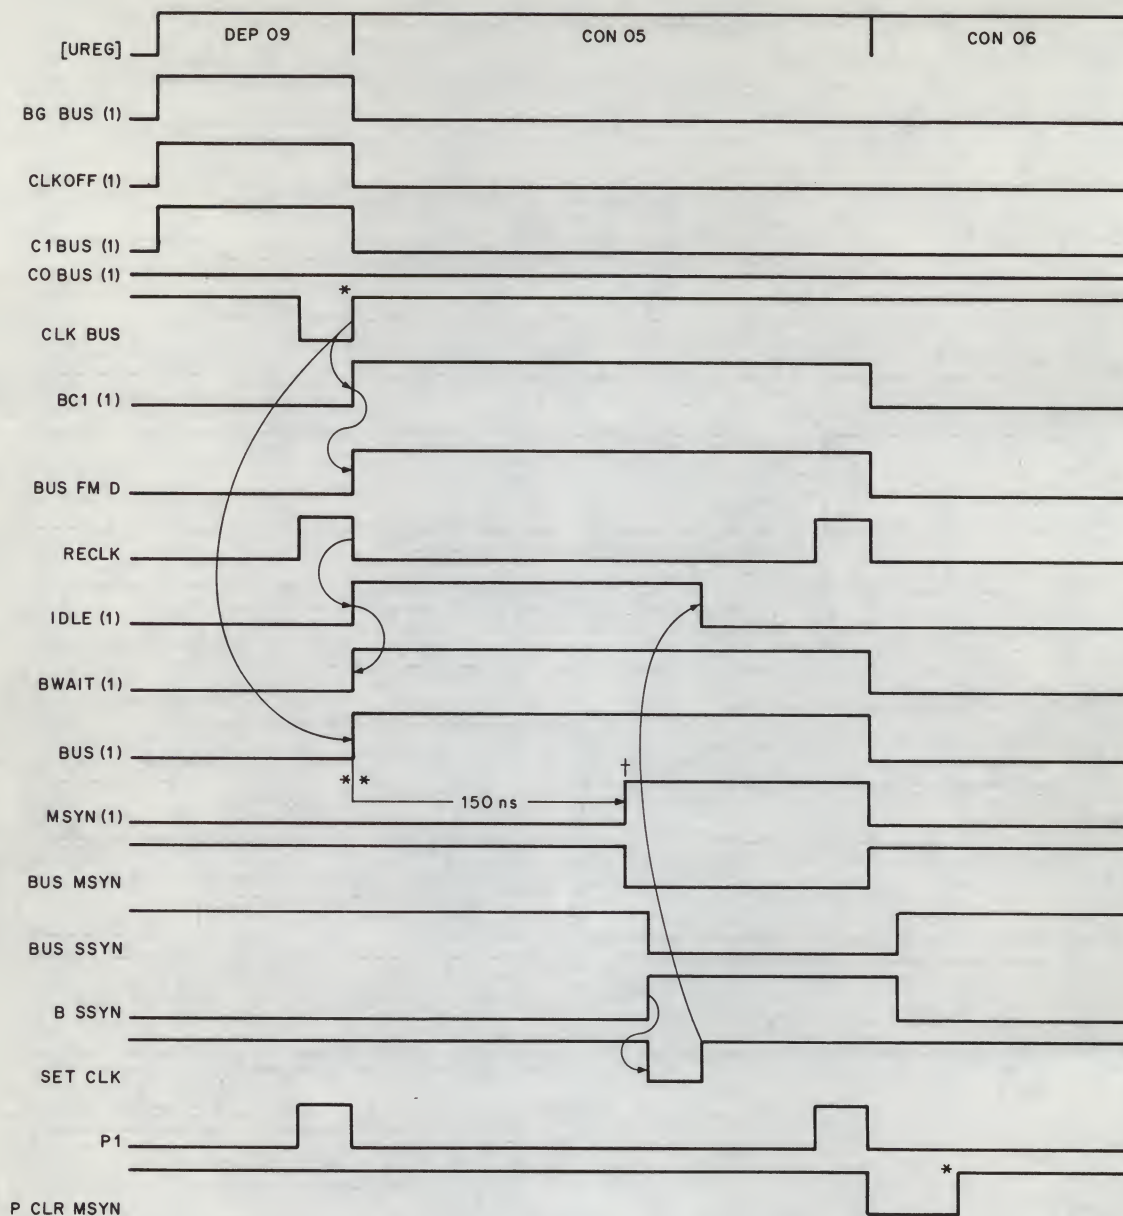 [UREG] DEP 09 CON 05 CON 06
BG BUS (1)
CLKOFF (1)
C1BUS (1)
CO BUS (1)
*
CLK BUS
BC1 (1)
BUS FM D
RECLK
IDLE (1)
BWAIT (1)
BUS (1)
* * †
150 ns
MSYN (1)
BUS MSYN
BUS SSYN
B SSYN
SET CLK
P1
*
P CLR MSYN